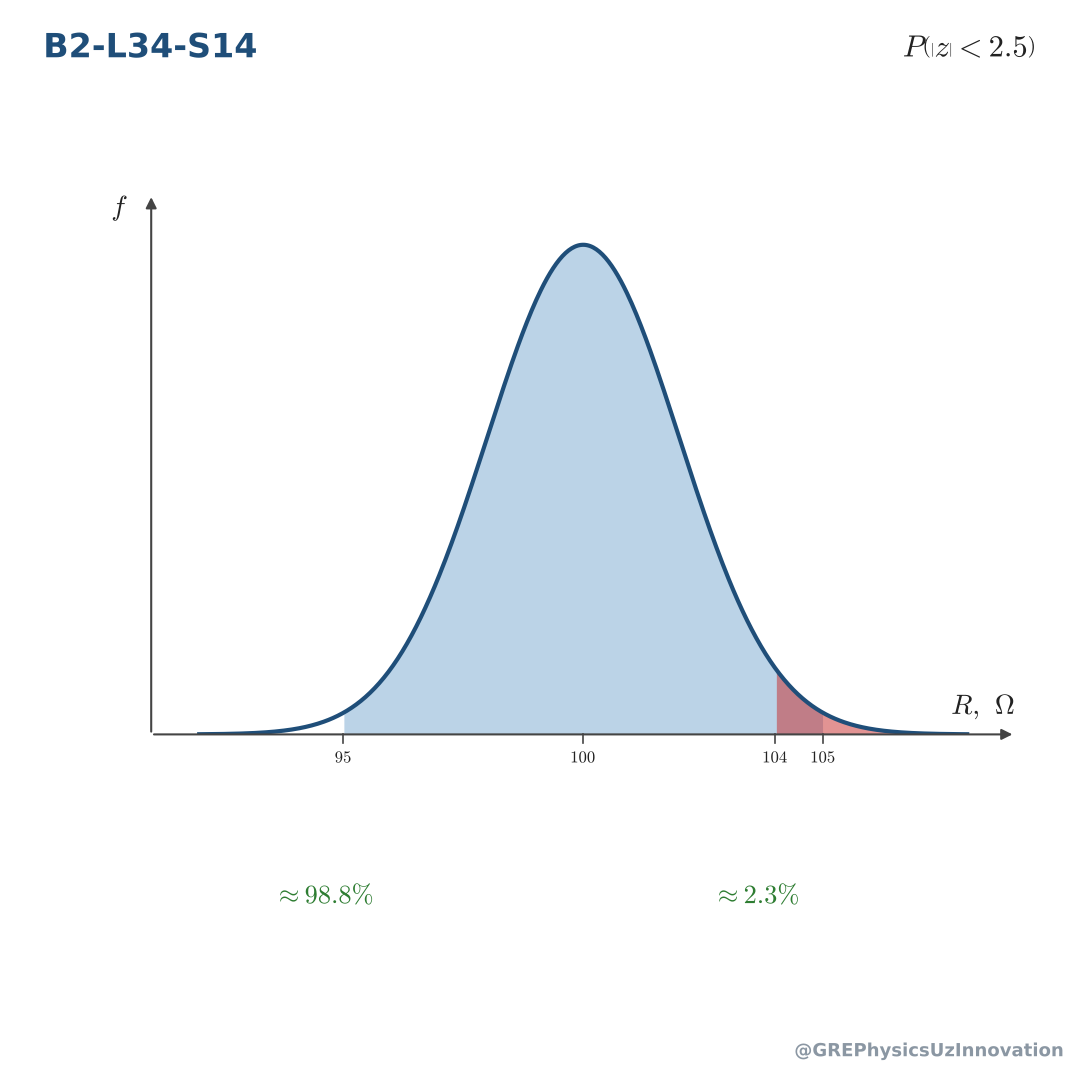 B2-L34-S14
P(|z| < 2.5)
f
R, Ω
95 100 104 105
≈ 98.8% ≈ 2.3%
@GREPhysicsUzInnovation